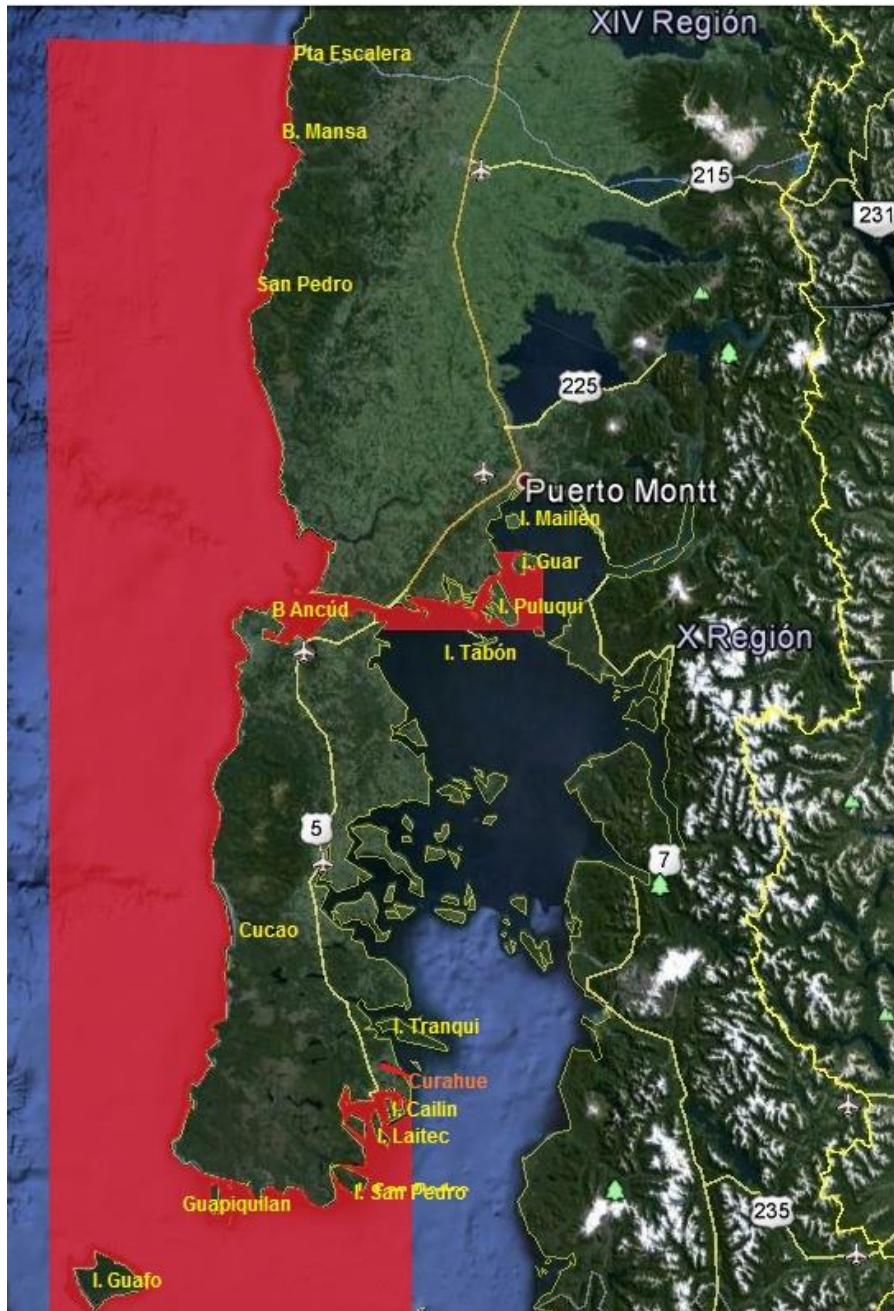 XIV Región
Pta Escalera
B. Mansa
215
231
San Pedro
225
Puerto Montt
I. Maillén
I. Guar
B Ancúd
I. Puluqui
X Región
I. Tabón
5
7
Cucao
I. Tranqui
Curahue
I. Cailin
I. Laitec
I. San Pedro
Guapiquilan
235
I. Guafo